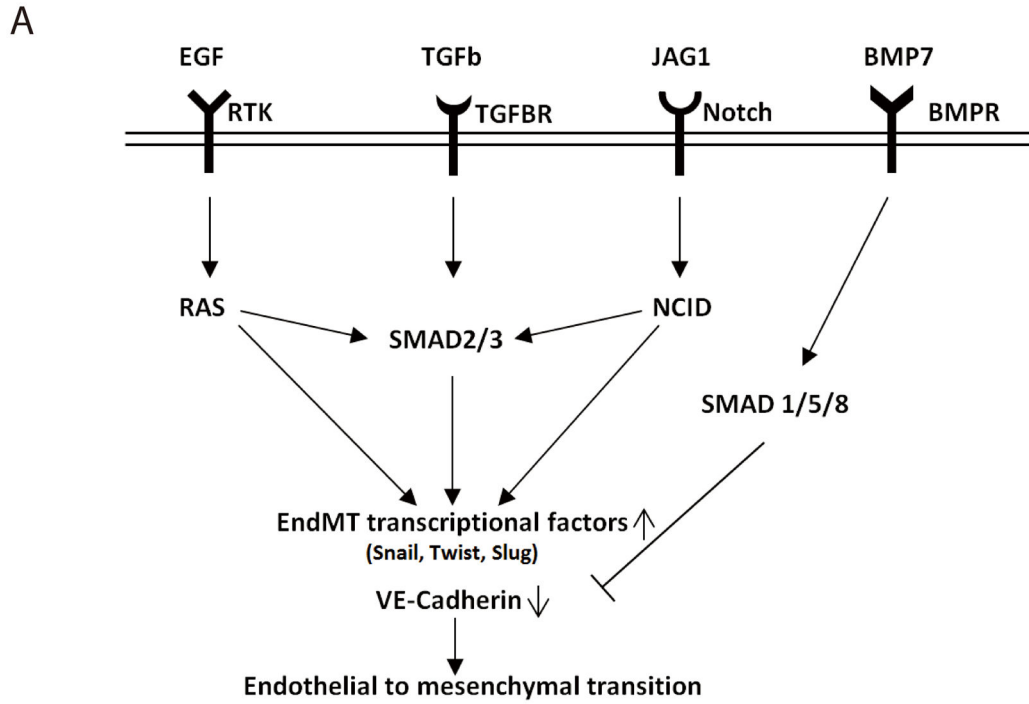 A
EGF TGFb JAG1 BMP7
RTK TGFBR Notch BMPR
RAS NCID
SMAD2/3
SMAD 1/5/8
EndMT transcriptional factors
(Snail, Twist, Slug)
VE-Cadherin
Endothelial to mesenchymal transition